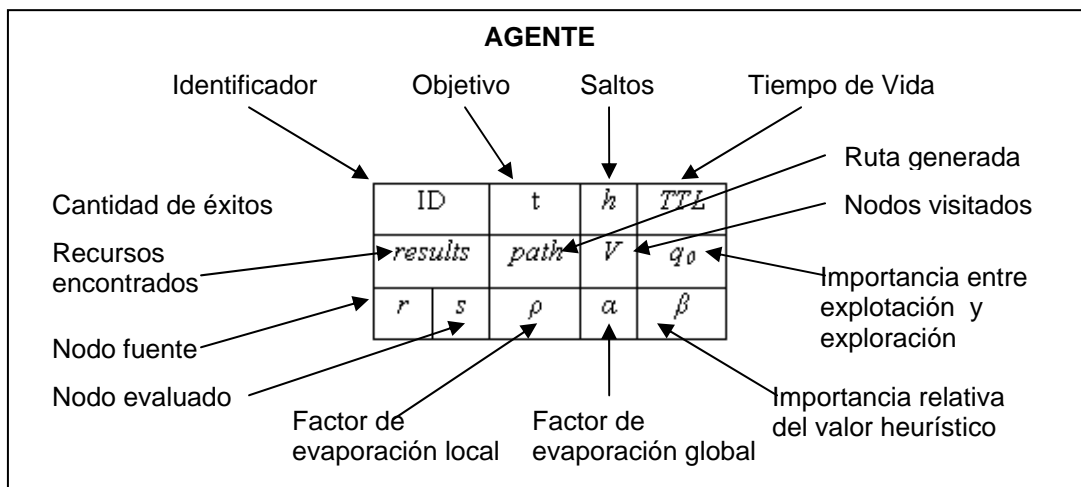 AGENTE
Identificador Objetivo Saltos Tiempo de Vida
Ruta generada
ID t h TTL
Cantidad de éxitos
Nodos visitados
results path V q₀
Recursos
encontrados
Importancia entre
explotación y
exploración
r s ρ α β
Nodo fuente
Nodo evaluado
Factor de
evaporación local
Factor de
evaporación global
Importancia relativa
del valor heurístico